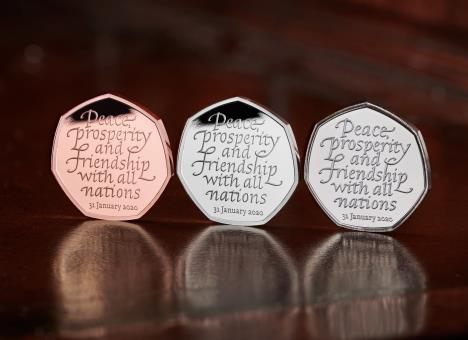 Peace,
prosperity
and
friendship
with all
nations
31 January 2020
Peace,
prosperity
and
friendship
with all
nations
31 January 2020
Peace,
prosperity
and
friendship
with all
nations
31 January 2020